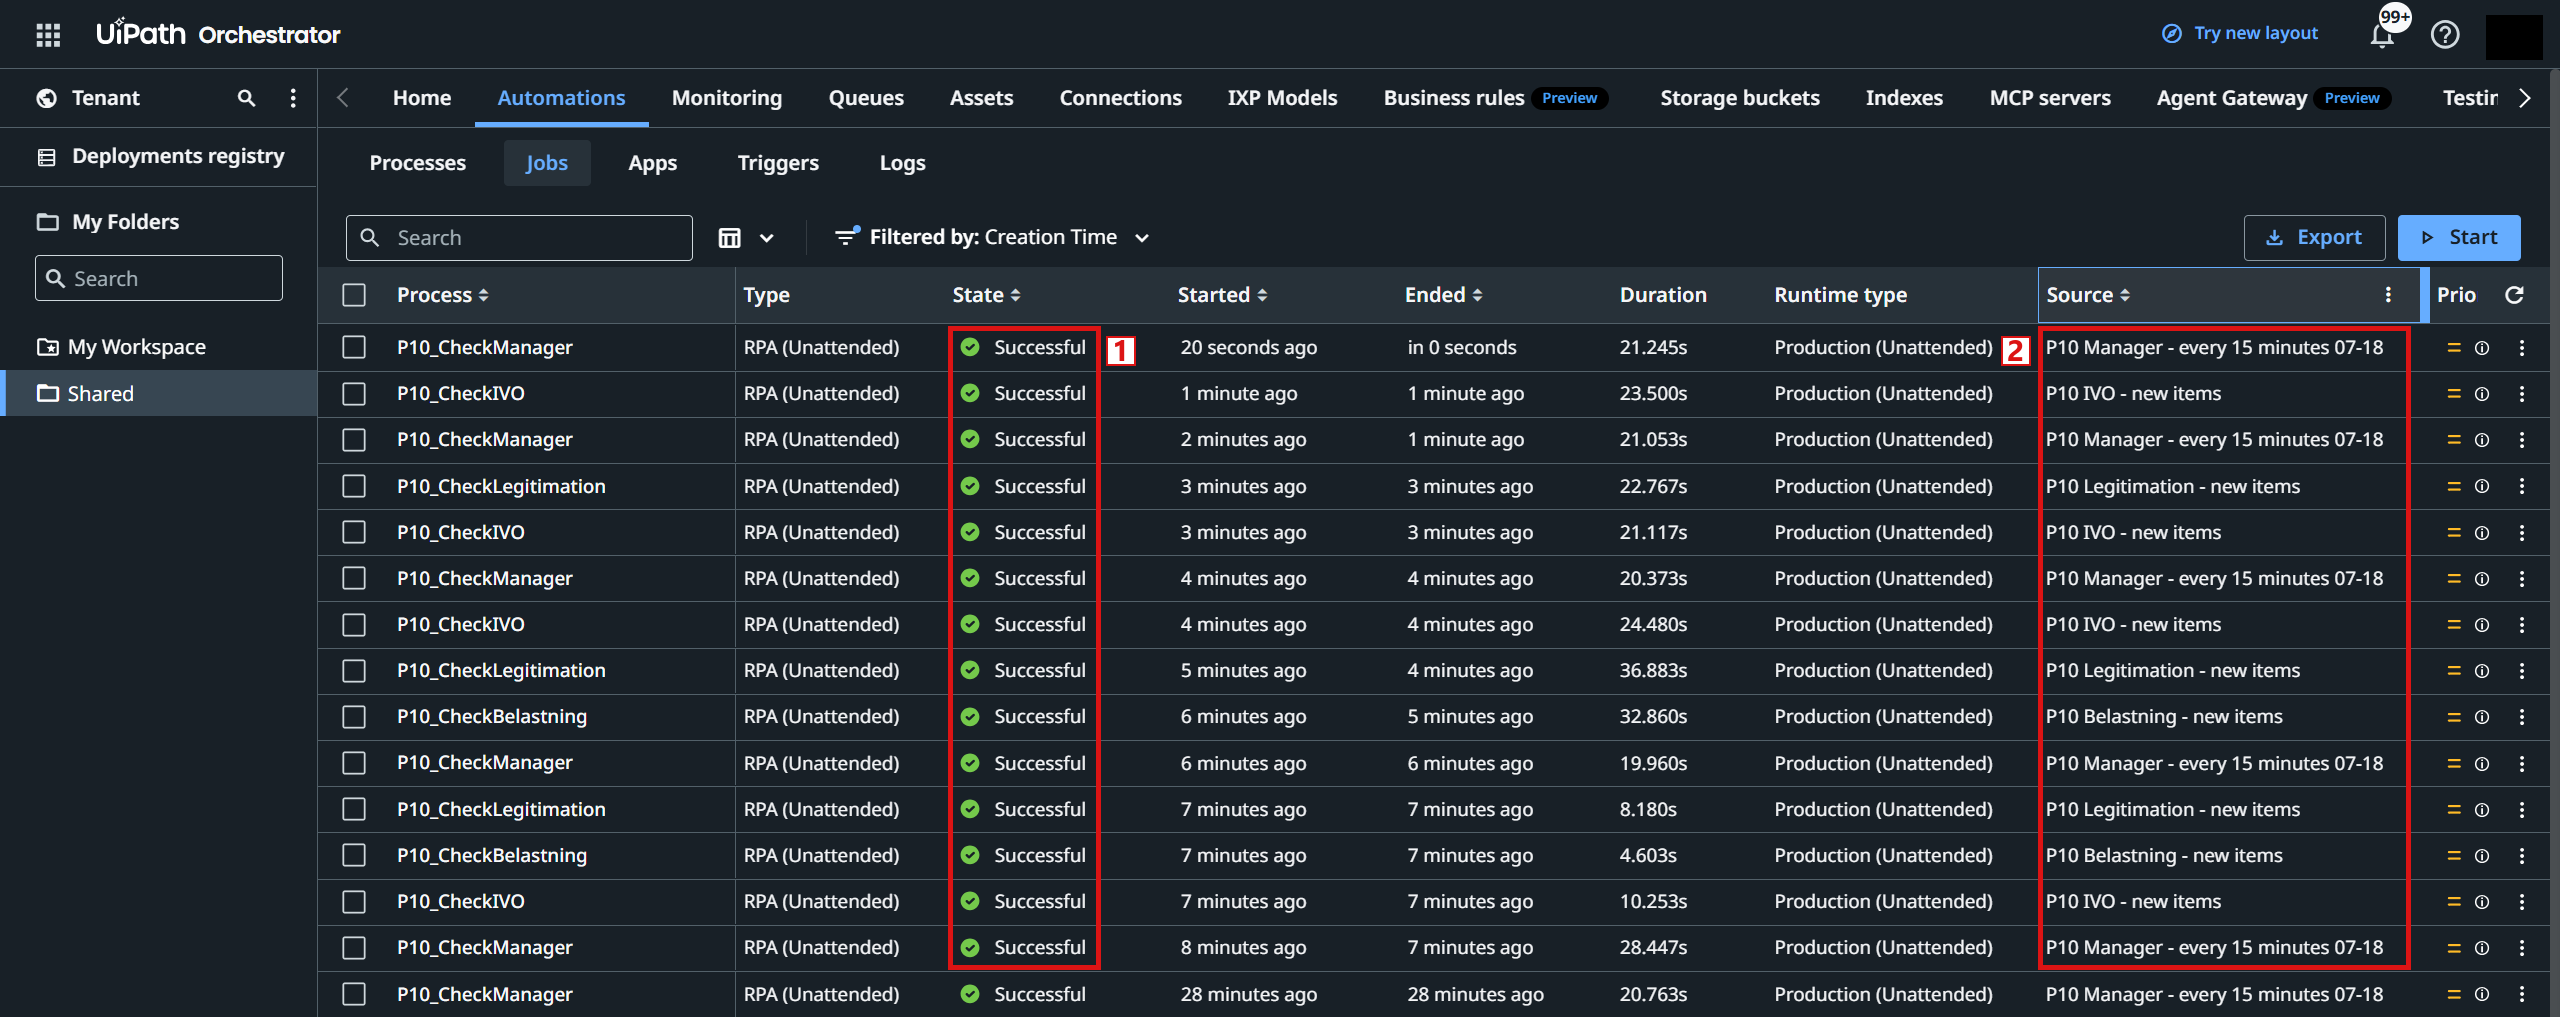 UiPath Orchestrator
Try new layout
99+
Tenant
Home Automations Monitoring Queues Assets Connections IXP Models Business rules Preview Storage buckets Indexes MCP servers Agent Gateway Preview Testin
Deployments registry
Processes Jobs Apps Triggers Logs
My Folders
Search
My Workspace
Shared
Search
Filtered by: Creation Time
Export
Start
Process Type State Started Ended Duration Runtime type Source Prio
P10_CheckManager RPA (Unattended) Successful 1 20 seconds ago in 0 seconds 21.245s Production (Unattended) 2 P10 Manager - every 15 minutes 07-18
P10_CheckIVO RPA (Unattended) Successful 1 minute ago 1 minute ago 23.500s Production (Unattended) P10 IVO - new items
P10_CheckManager RPA (Unattended) Successful 2 minutes ago 1 minute ago 21.053s Production (Unattended) P10 Manager - every 15 minutes 07-18
P10_CheckLegitimation RPA (Unattended) Successful 3 minutes ago 3 minutes ago 22.767s Production (Unattended) P10 Legitimation - new items
P10_CheckIVO RPA (Unattended) Successful 3 minutes ago 3 minutes ago 21.117s Production (Unattended) P10 IVO - new items
P10_CheckManager RPA (Unattended) Successful 4 minutes ago 4 minutes ago 20.373s Production (Unattended) P10 Manager - every 15 minutes 07-18
P10_CheckIVO RPA (Unattended) Successful 4 minutes ago 4 minutes ago 24.480s Production (Unattended) P10 IVO - new items
P10_CheckLegitimation RPA (Unattended) Successful 5 minutes ago 4 minutes ago 36.883s Production (Unattended) P10 Legitimation - new items
P10_CheckBelastning RPA (Unattended) Successful 6 minutes ago 5 minutes ago 32.860s Production (Unattended) P10 Belastning - new items
P10_CheckManager RPA (Unattended) Successful 6 minutes ago 6 minutes ago 19.960s Production (Unattended) P10 Manager - every 15 minutes 07-18
P10_CheckLegitimation RPA (Unattended) Successful 7 minutes ago 7 minutes ago 8.180s Production (Unattended) P10 Legitimation - new items
P10_CheckBelastning RPA (Unattended) Successful 7 minutes ago 7 minutes ago 4.603s Production (Unattended) P10 Belastning - new items
P10_CheckIVO RPA (Unattended) Successful 7 minutes ago 7 minutes ago 10.253s Production (Unattended) P10 IVO - new items
P10_CheckManager RPA (Unattended) Successful 8 minutes ago 7 minutes ago 28.447s Production (Unattended) P10 Manager - every 15 minutes 07-18
P10_CheckManager RPA (Unattended) Successful 28 minutes ago 28 minutes ago 20.763s Production (Unattended) P10 Manager - every 15 minutes 07-18